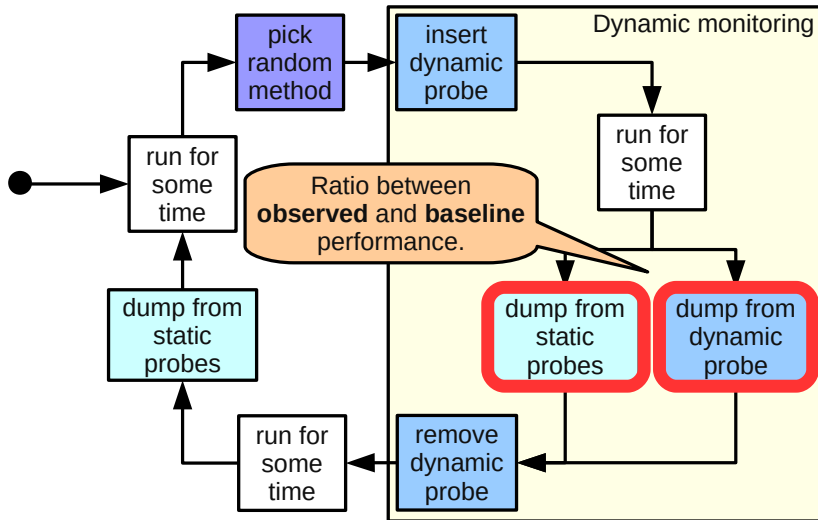 pick
random
method
insert
dynamic
probe
Dynamic monitoring
run for
some
time
run for
some
time
Ratio between
observed and baseline
performance.
dump from
static
probes
dump from
static
probes
dump from
dynamic
probe
run for
some
time
remove
dynamic
probe